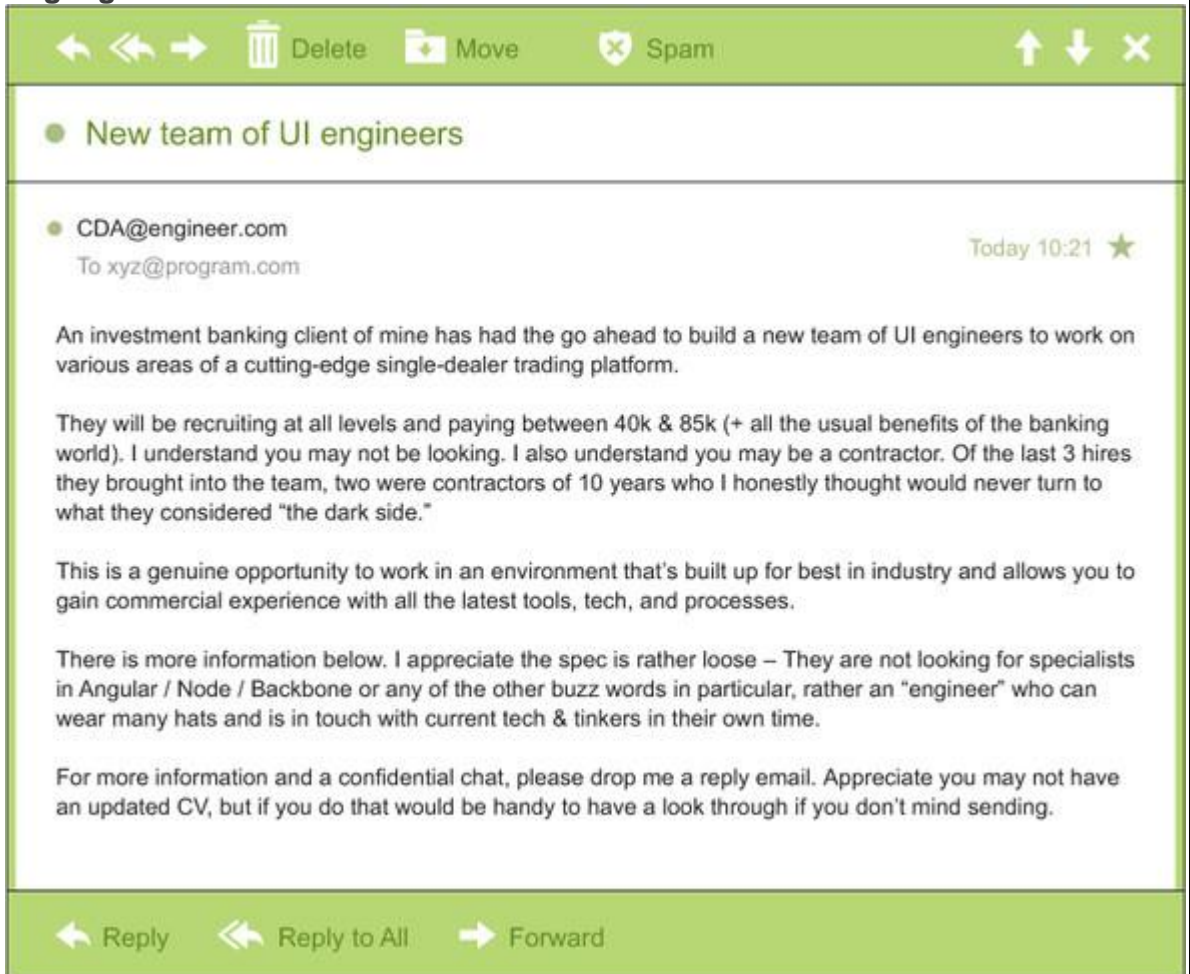 Delete Move Spam
New team of UI engineers
CDA@engineer.com
To xyz@program.com
Today 10:21
An investment banking client of mine has had the go ahead to build a new team of UI engineers to work on
various areas of a cutting-edge single-dealer trading platform.
They will be recruiting at all levels and paying between 40k & 85k (+ all the usual benefits of the banking
world). I understand you may not be looking. I also understand you may be a contractor. Of the last 3 hires
they brought into the team, two were contractors of 10 years who I honestly thought would never turn to
what they considered “the dark side.”
This is a genuine opportunity to work in an environment that’s built up for best in industry and allows you to
gain commercial experience with all the latest tools, tech, and processes.
There is more information below. I appreciate the spec is rather loose – They are not looking for specialists
in Angular / Node / Backbone or any of the other buzz words in particular, rather an “engineer” who can
wear many hats and is in touch with current tech & tinkers in their own time.
For more information and a confidential chat, please drop me a reply email. Appreciate you may not have
an updated CV, but if you do that would be handy to have a look through if you don’t mind sending.
Reply Reply to All Forward